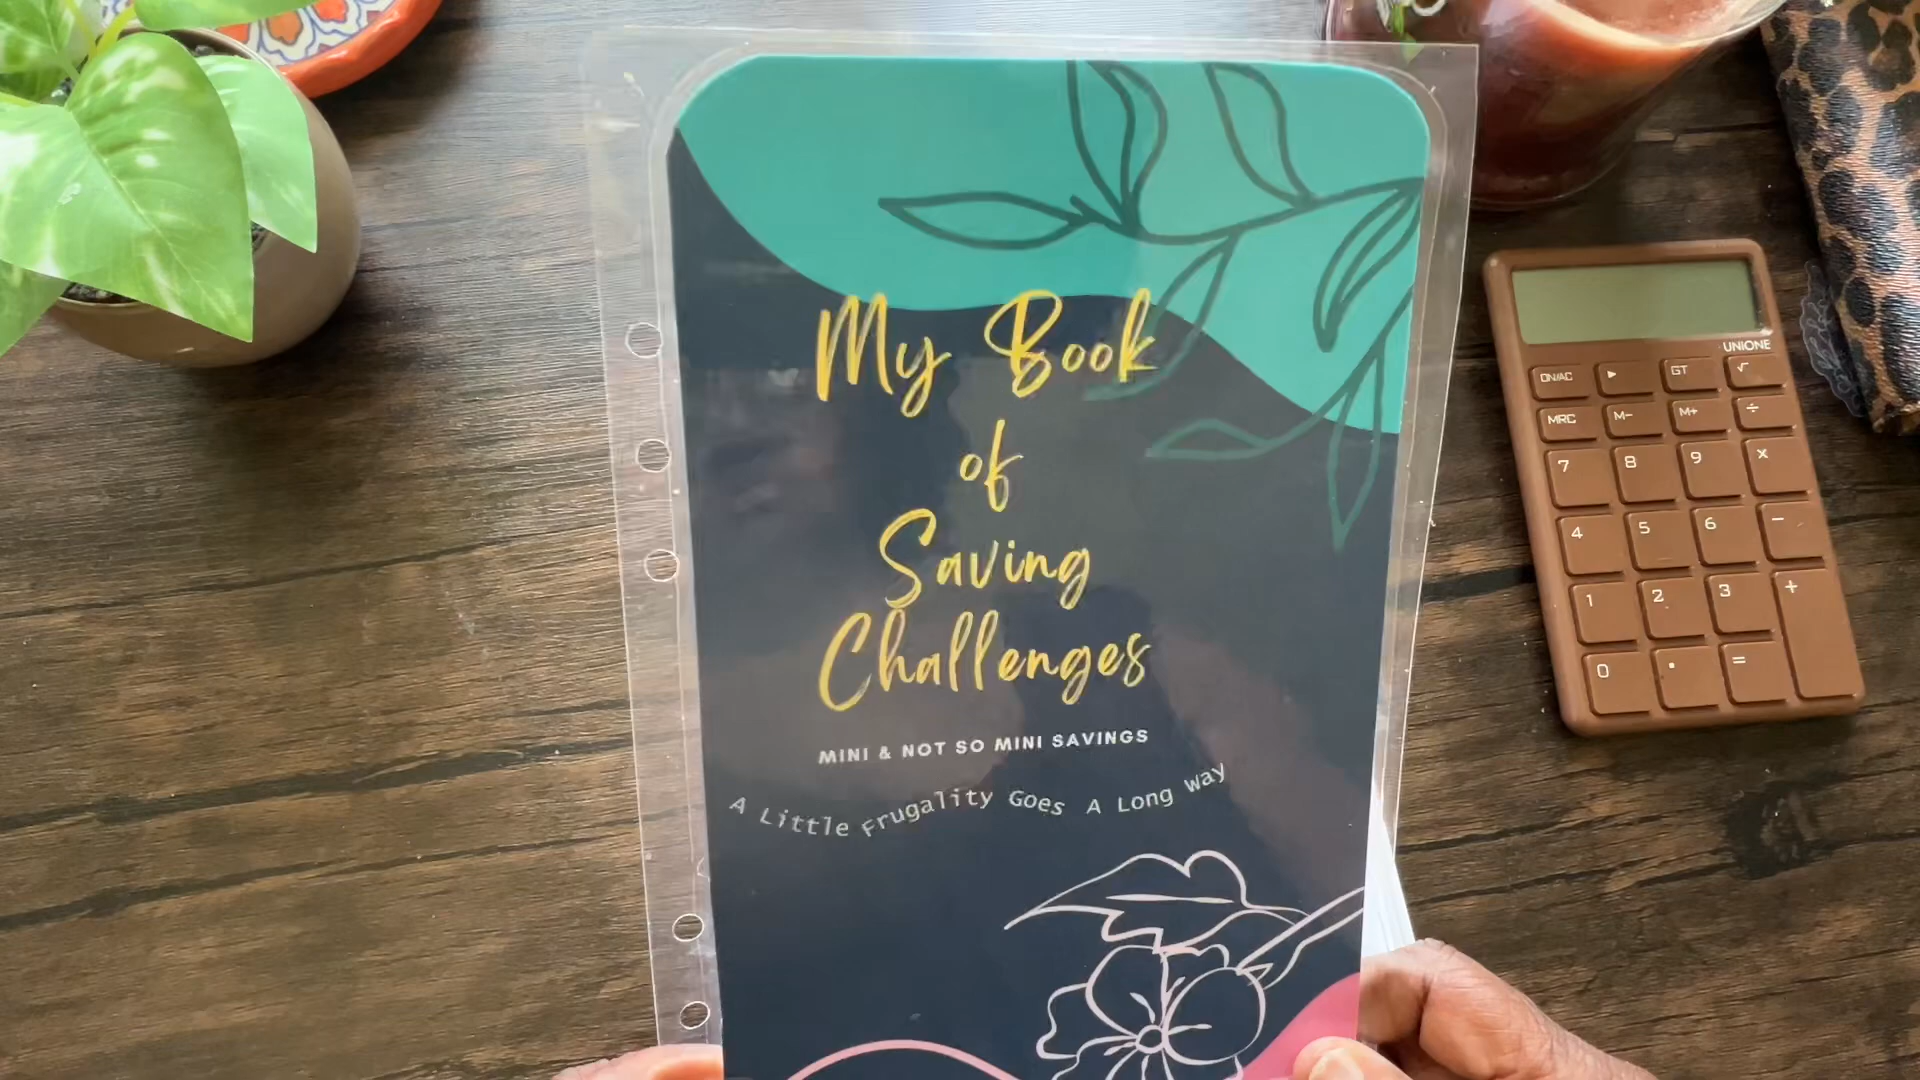 My Book
of
Saving
Challenges
MINI & NOT SO MINI SAVINGS
A Little Frugality Goes A Long way
UNIONE
ON/AC ▶ GT √
MRC M- M+ ÷
7 8 9 x
4 5 6 -
1 2 3 +
0 . =